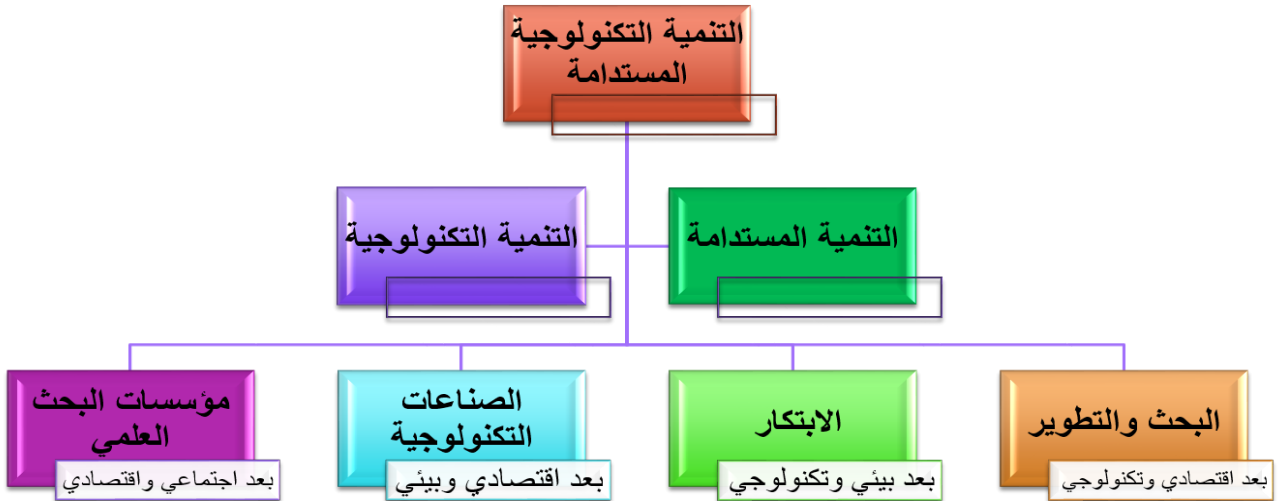 التنمية التكنولوجية
المستدامة
التنمية المستدامة
التنمية التكنولوجية
البحث والتطوير
بعد اقتصادي وتكنولوجي
الابتكار
بعد بيئي وتكنولوجي
الصناعات
التكنولوجية
بعد اقتصادي وبيئي
مؤسسات البحث
العلمي
بعد اجتماعي واقتصادي